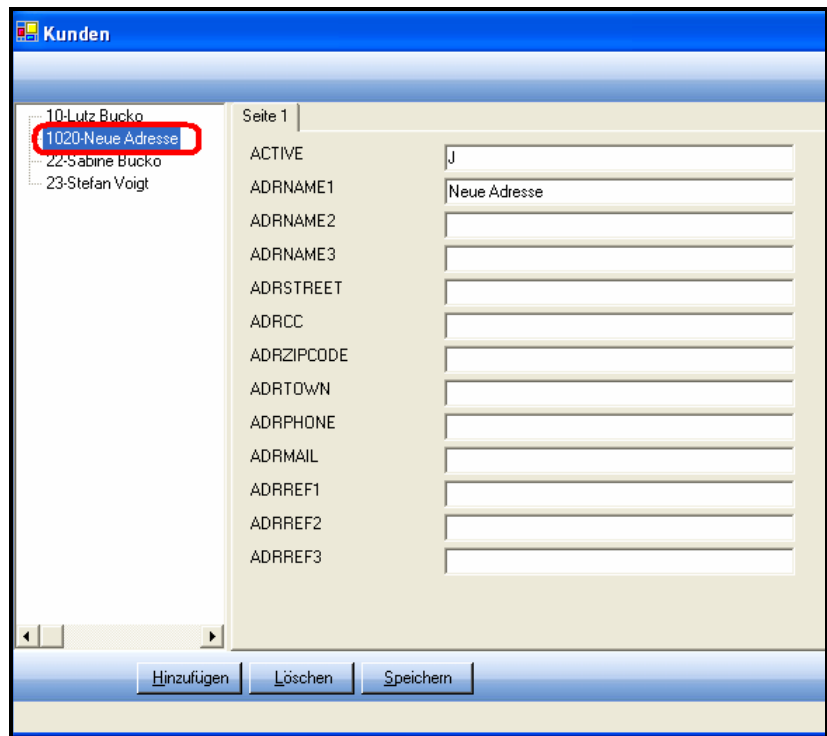 Kunden
10-Lutz Bucko
1020-Neue Adresse
22-Sabine Bucko
23-Stefan Voigt
Seite 1
ACTIVE J
ADRNAME1 Neue Adresse
ADRNAME2
ADRNAME3
ADRSTREET
ADRCC
ADRZIPCODE
ADRTOWN
ADRPHONE
ADRMAIL
ADRREF1
ADRREF2
ADRREF3
Hinzufügen Löschen Speichern